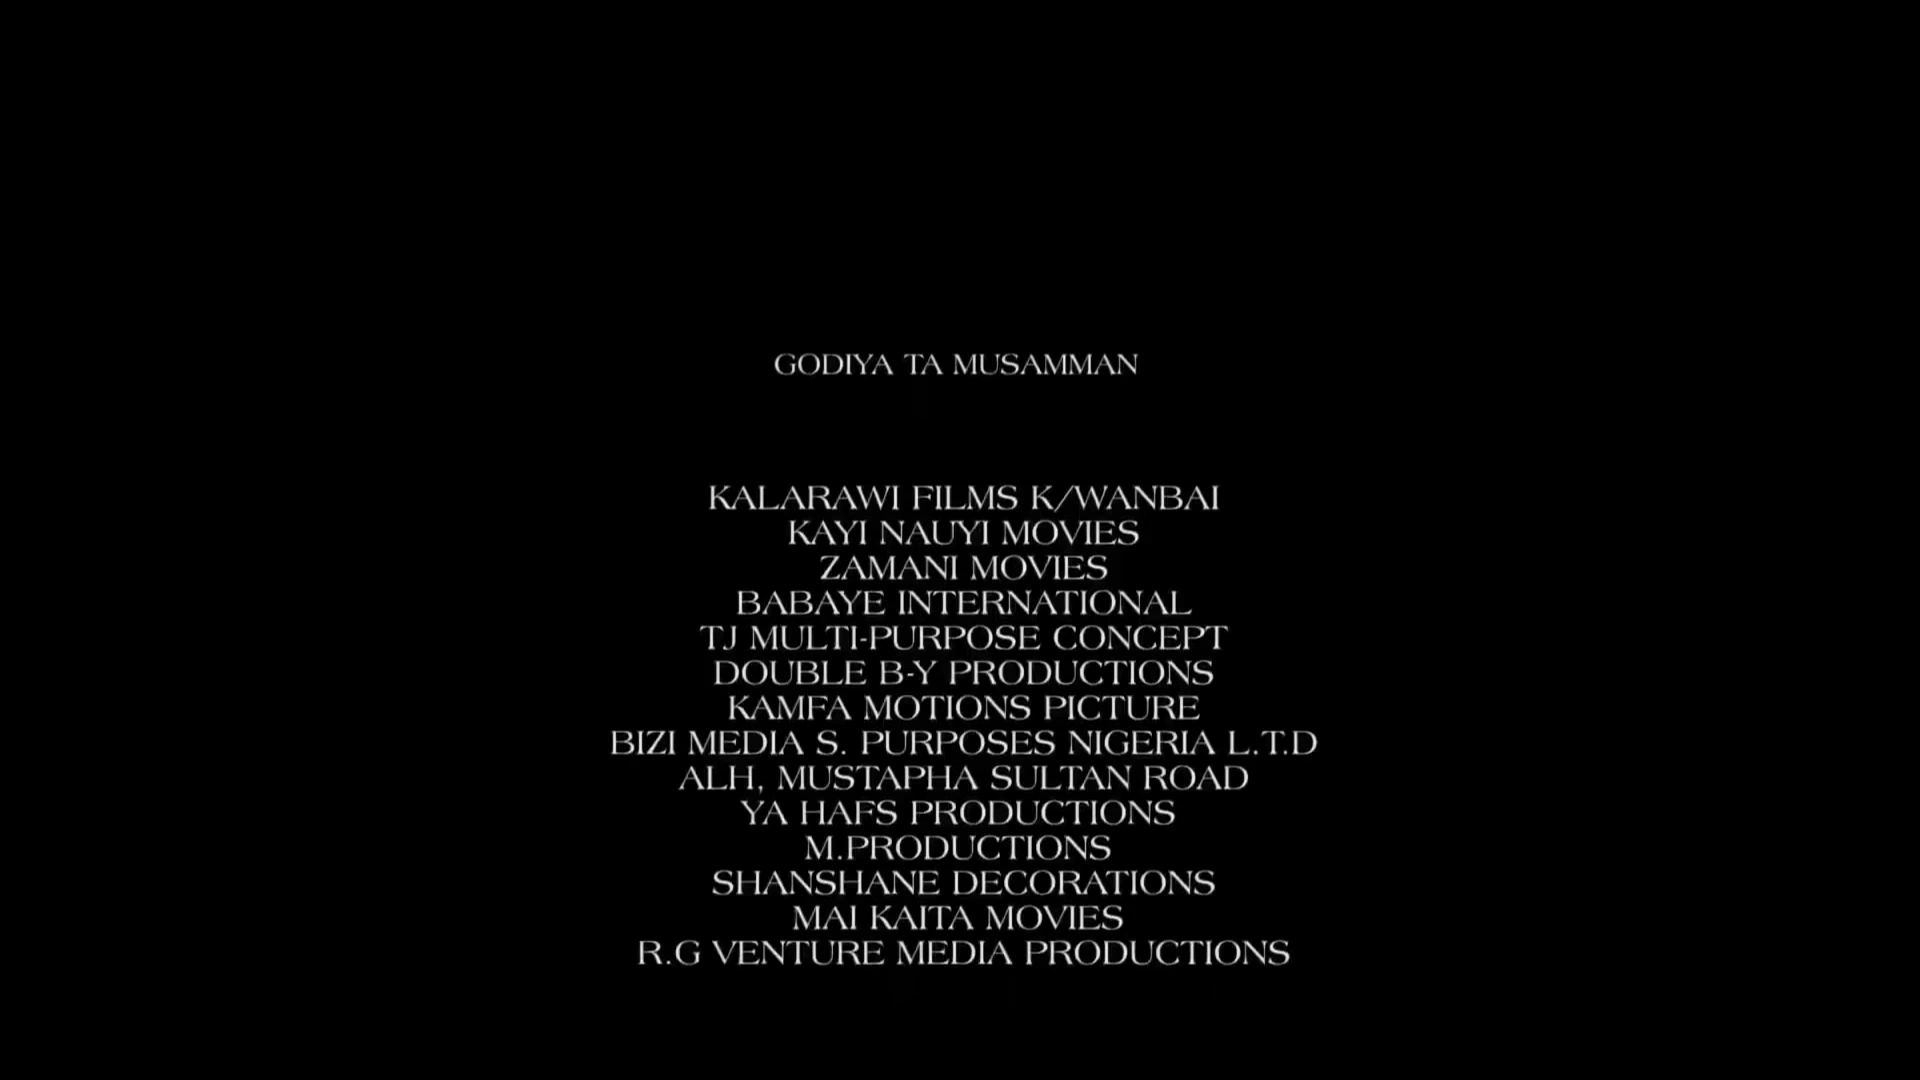 GODIYA TA MUSAMMAN
KALARAWI FILMS K/WANBAI
KAYI NAUYI MOVIES
ZAMANI MOVIES
BABAYE INTERNATIONAL
TJ MULTI-PURPOSE CONCEPT
DOUBLE B-Y PRODUCTIONS
KAMFA MOTIONS PICTURE
BIZI MEDIA S. PURPOSES NIGERIA L.T.D
ALH, MUSTAPHA SULTAN ROAD
YA HAFS PRODUCTIONS
M.PRODUCTIONS
SHANSHANE DECORATIONS
MAI KAITA MOVIES
R.G VENTURE MEDIA PRODUCTIONS